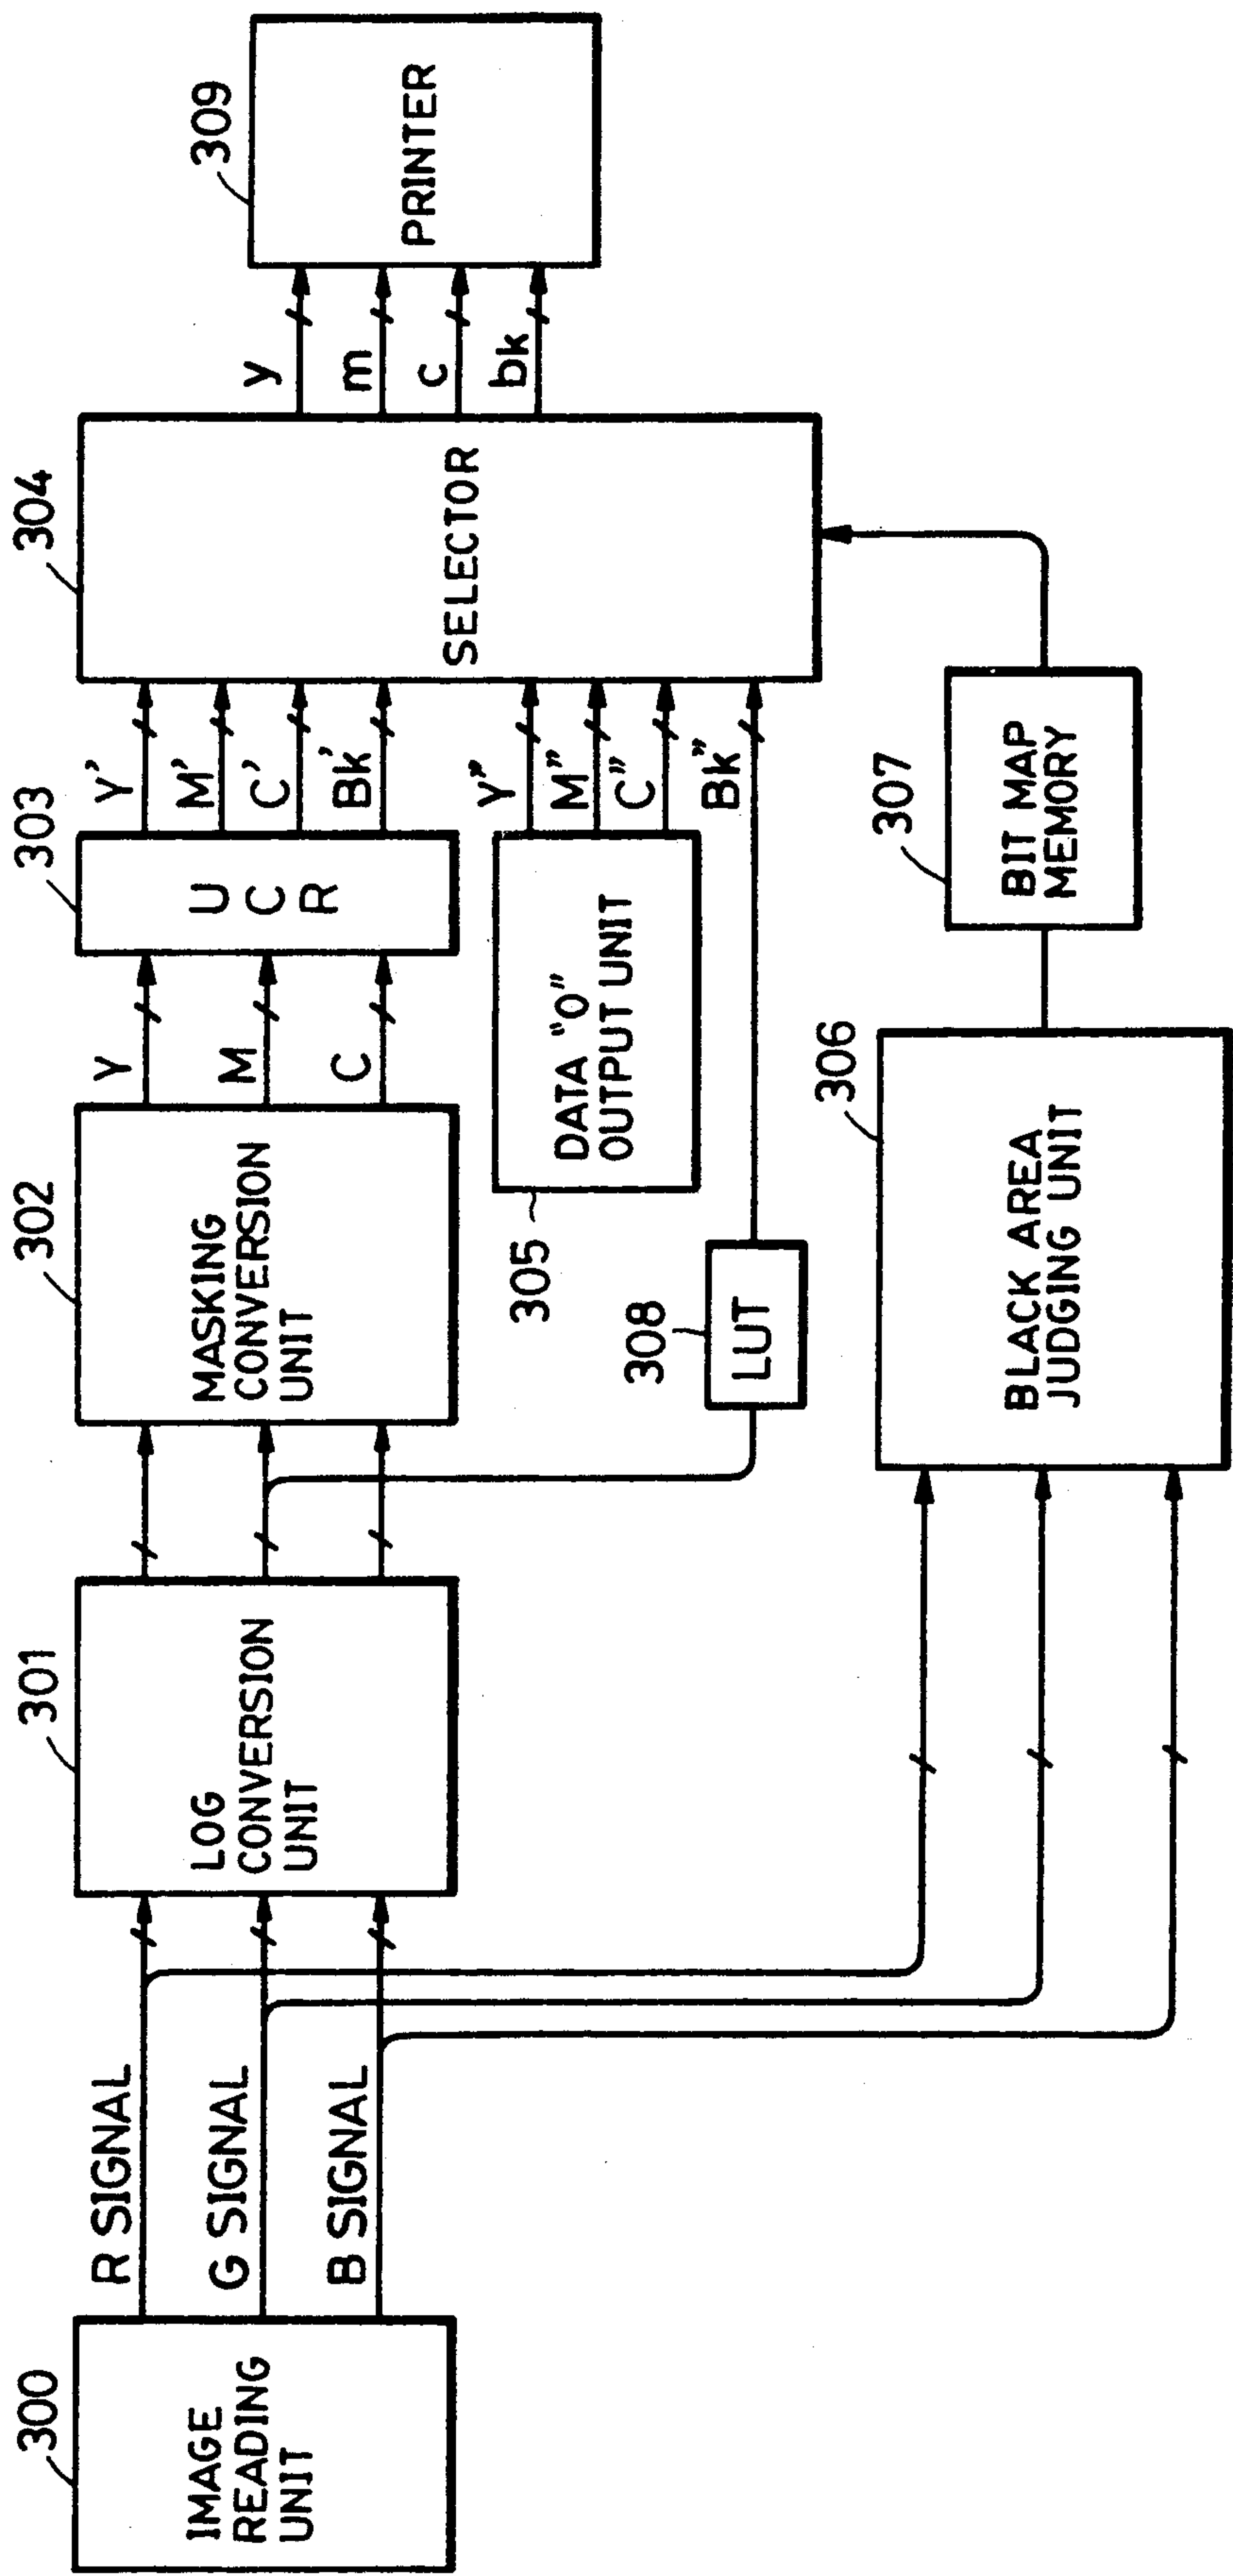 300
IMAGE
READING
UNIT
R SIGNAL
G SIGNAL
B SIGNAL
301
LOG
CONVERSION
UNIT
302
MASKING
CONVERSION
UNIT
Y
M
C
303
UCR
Y'
M'
C'
Bk'
305
DATA "0"
OUTPUT UNIT
Y"
M"
C"
308
LUT
Bk"
306
BLACK AREA
JUDGING UNIT
307
BIT MAP
MEMORY
304
SELECTOR
y
m
c
bk
309
PRINTER